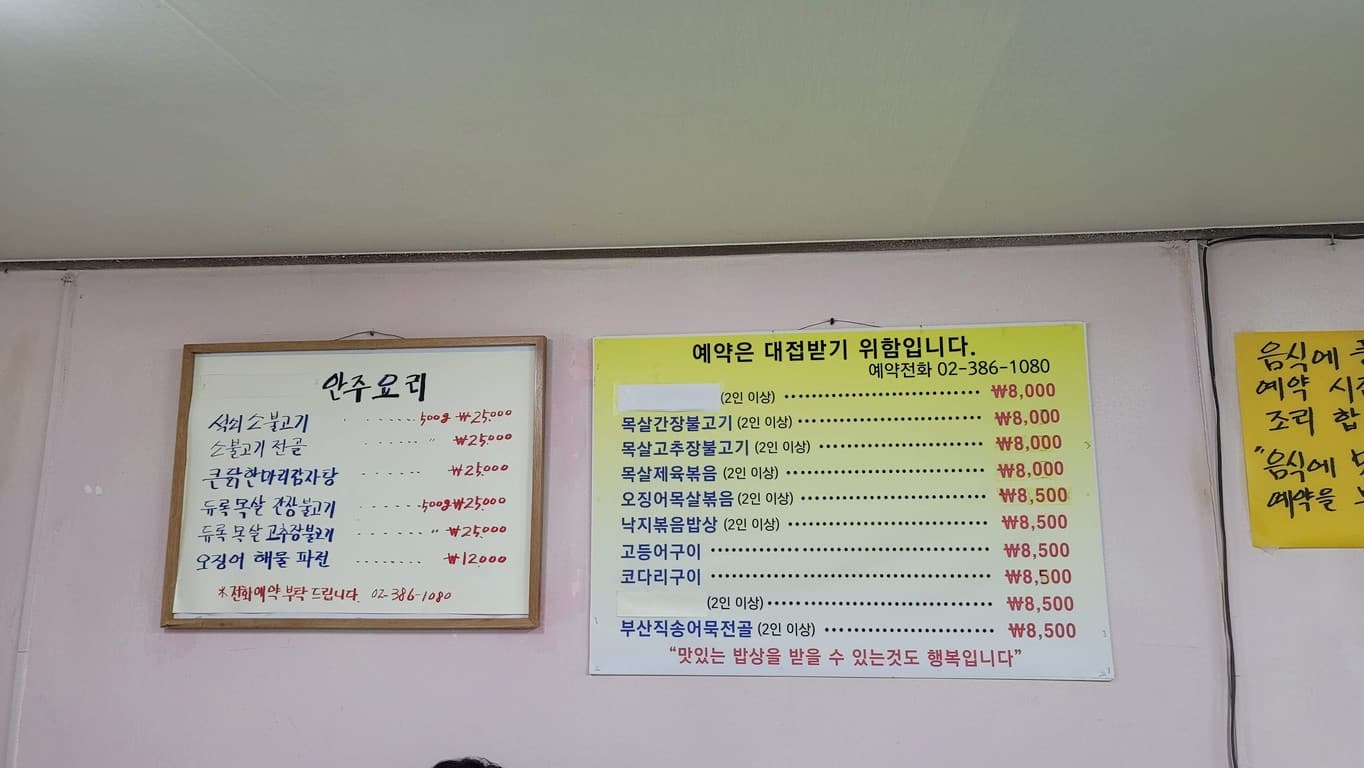 안주요리
석쇠 소불고기 ....... 500g ₩25,000
소불고기 전골 ...... " ₩25,000
큰 닭한마리감자탕 ...... ₩25,000
듀록 목살 간장불고기 ...... 500g ₩25,000
듀록 목살 고추장불고기 ...... " ₩25,000
오징어 해물 파전 ........ ₩12,000
*전화예약 부탁 드립니다. 02-386-1080
예약은 대접받기 위함입니다.
예약전화 02-386-1080
(2인 이상) ₩8,000
목살간장불고기 (2인 이상) ₩8,000
목살고추장불고기 (2인 이상) ₩8,000
목살제육볶음 (2인 이상) ₩8,000
오징어목살볶음 (2인 이상) ₩8,500
낙지볶음밥상 (2인 이상) ₩8,500
고등어구이 ₩8,500
코다리구이 ₩8,500
(2인 이상) ₩8,500
부산직송어묵전골 (2인 이상) ₩8,500
“맛있는 밥상을 받을 수 있는것도 행복입니다”
음식에
예약 시
조리 합
"음식에
예약을